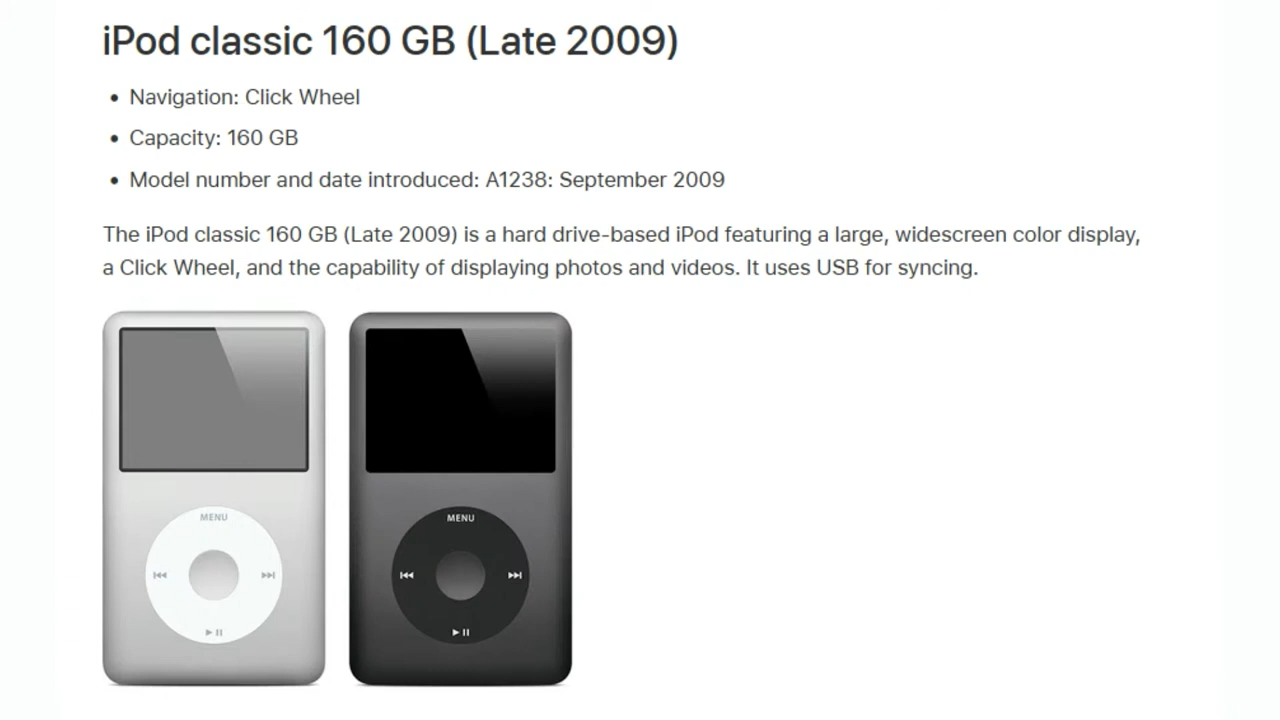 iPod classic 160 GB (Late 2009)
• Navigation: Click Wheel
• Capacity: 160 GB
• Model number and date introduced: A1238: September 2009
The iPod classic 160 GB (Late 2009) is a hard drive-based iPod featuring a large, widescreen color display,
a Click Wheel, and the capability of displaying photos and videos. It uses USB for syncing.
MENU
MENU